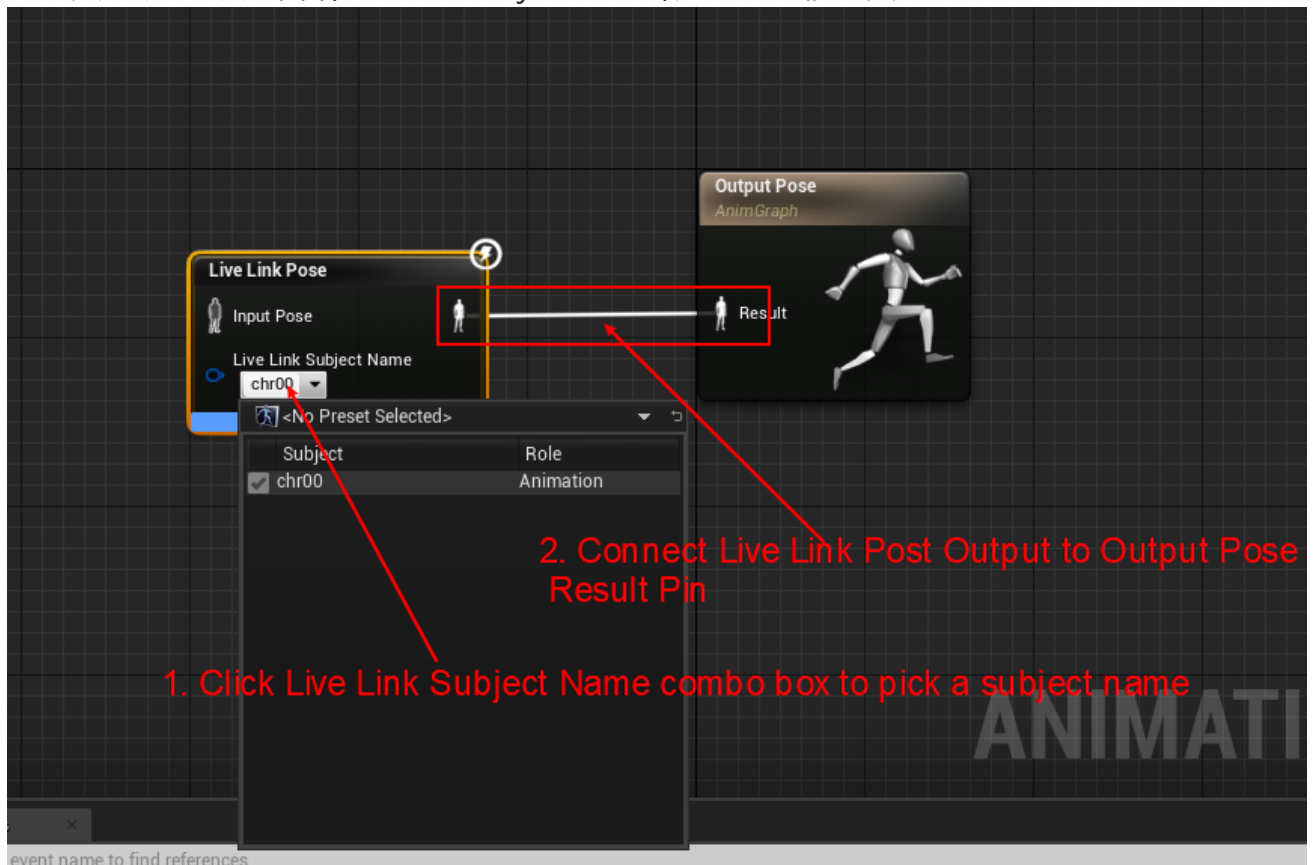 Output Pose
AnimGraph
Live Link Pose
Input Pose
Result
Live Link Subject Name
chr00
<No Preset Selected>
Subject Role
chr00 Animation
2. Connect Live Link Post Output to Output Pose
Result Pin
1. Click Live Link Subject Name combo box to pick a subject name
ANIMATI
event name to find references